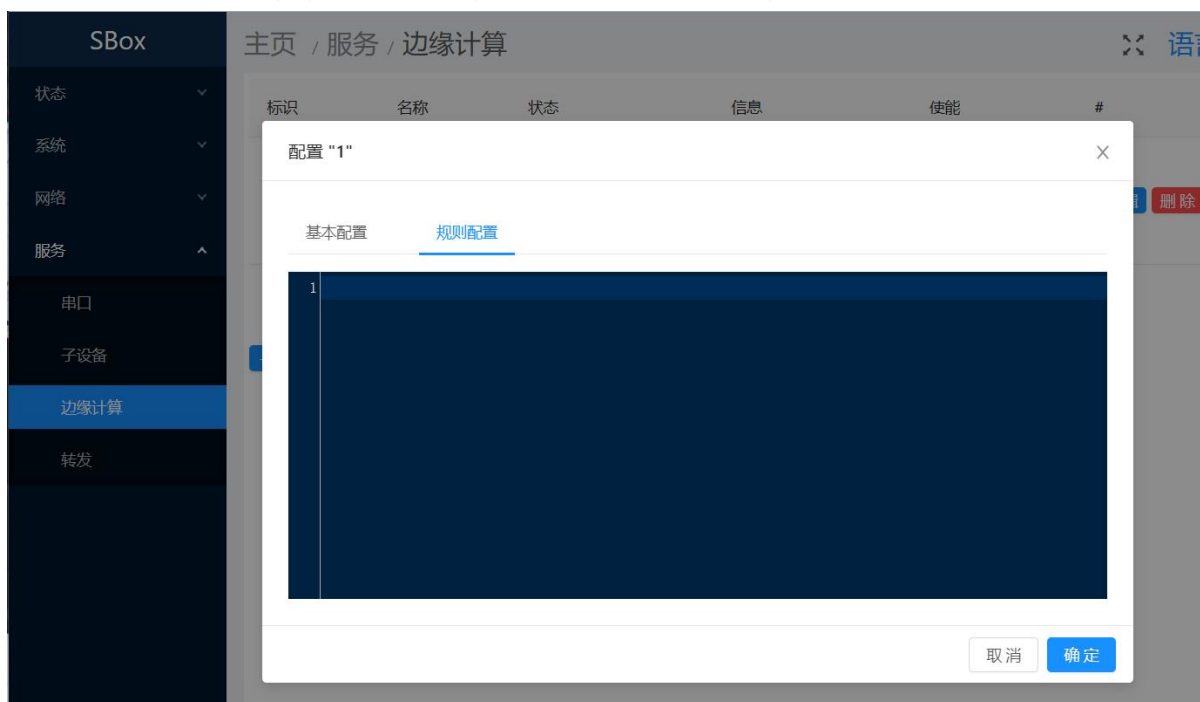 SBox
主页 / 服务 / 边缘计算
状态
系统
网络
服务
串口
子设备
边缘计算
转发
标识 名称 状态 信息 使能 #
配置 "1"
基本配置 规则配置
1
删 除
取 消 确 定